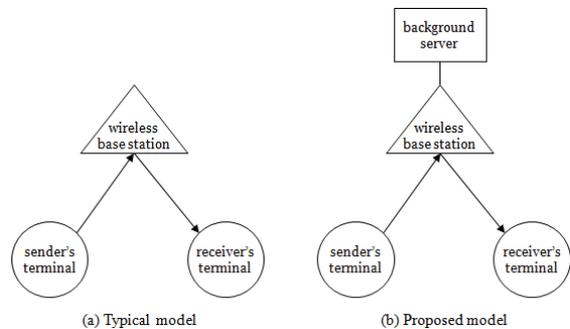 background
server
wireless
base station
wireless
base station
sender's
terminal
receiver's
terminal
sender's
terminal
receiver's
terminal
(a) Typical model
(b) Proposed model